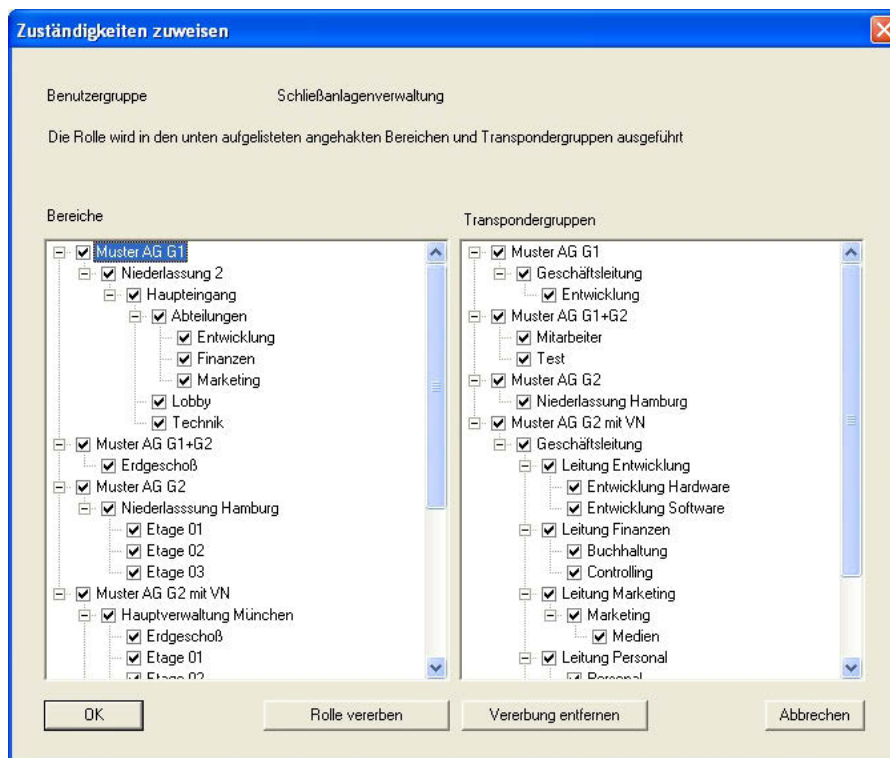 Zuständigkeiten zuweisen
Benutzergruppe Schließanlagenverwaltung
Die Rolle wird in den unten aufgelisteten angehakten Bereichen und Transpondergruppen ausgeführt
Bereiche
Muster AG G1
Niederlassung 2
Haupteingang
Abteilungen
Entwicklung
Finanzen
Marketing
Lobby
Technik
Muster AG G1+G2
Erdgeschoß
Muster AG G2
Niederlasssung Hamburg
Etage 01
Etage 02
Etage 03
Muster AG G2 mit VN
Hauptverwaltung München
Erdgeschoß
Etage 01
Etage 02
Transpondergruppen
Muster AG G1
Geschäftsleitung
Entwicklung
Muster AG G1+G2
Mitarbeiter
Test
Muster AG G2
Niederlassung Hamburg
Muster AG G2 mit VN
Geschäftsleitung
Leitung Entwicklung
Entwicklung Hardware
Entwicklung Software
Leitung Finanzen
Buchhaltung
Controlling
Leitung Marketing
Marketing
Medien
Leitung Personal
Personal
OK
Rolle vererben
Vererbung entfernen
Abbrechen